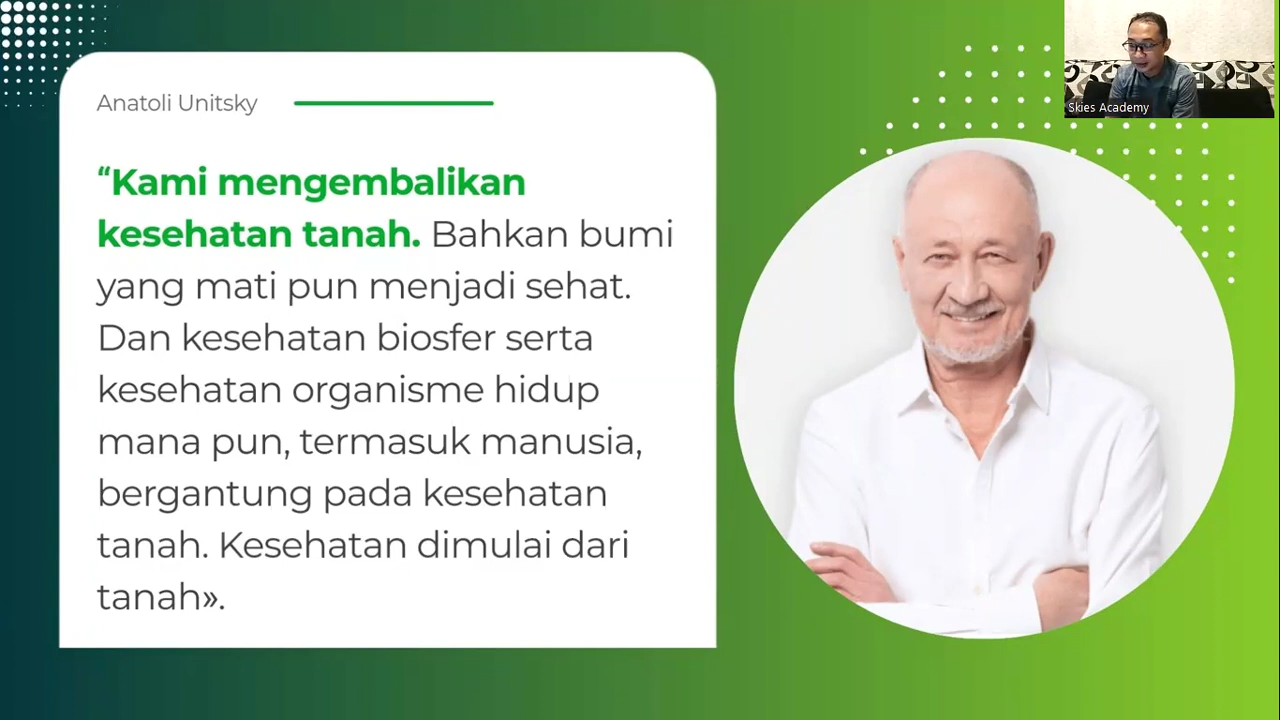 Skies Academy
Anatoli Unitsky
“Kami mengembalikan
kesehatan tanah. Bahkan bumi
yang mati pun menjadi sehat.
Dan kesehatan biosfer serta
kesehatan organisme hidup
mana pun, termasuk manusia,
bergantung pada kesehatan
tanah. Kesehatan dimulai dari
tanah».